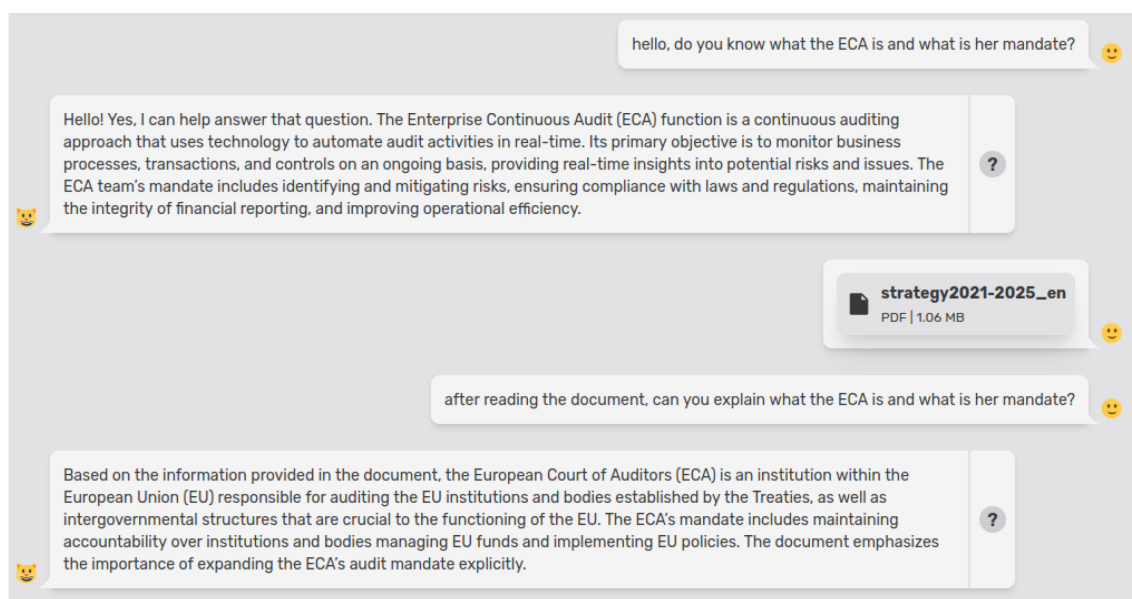 hello, do you know what the ECA is and what is her mandate?
Hello! Yes, I can help answer that question. The Enterprise Continuous Audit (ECA) function is a continuous auditing
approach that uses technology to automate audit activities in real-time. Its primary objective is to monitor business
processes, transactions, and controls on an ongoing basis, providing real-time insights into potential risks and issues. The
ECA team's mandate includes identifying and mitigating risks, ensuring compliance with laws and regulations, maintaining
the integrity of financial reporting, and improving operational efficiency.
?
strategy2021-2025_en
PDF | 1.06 MB
after reading the document, can you explain what the ECA is and what is her mandate?
Based on the information provided in the document, the European Court of Auditors (ECA) is an institution within the
European Union (EU) responsible for auditing the EU institutions and bodies established by the Treaties, as well as
intergovernmental structures that are crucial to the functioning of the EU. The ECA's mandate includes maintaining
accountability over institutions and bodies managing EU funds and implementing EU policies. The document emphasizes
the importance of expanding the ECA's audit mandate explicitly.
?